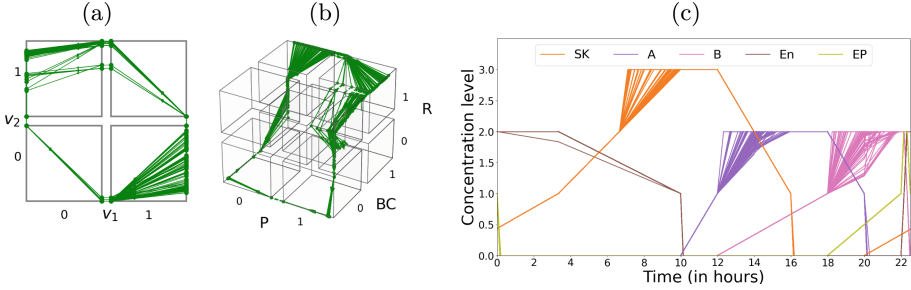 (a)
1
v₂
0
0
v₁
1
(b)
1
R
0
1
0
BC
P
1
0
SK A B En EP
Concentration level
3.0
2.5
2.0
1.5
1.0
0.5
0.0
0 2 4 6 8 10 12 14 16 18 20 22
Time (in hours)